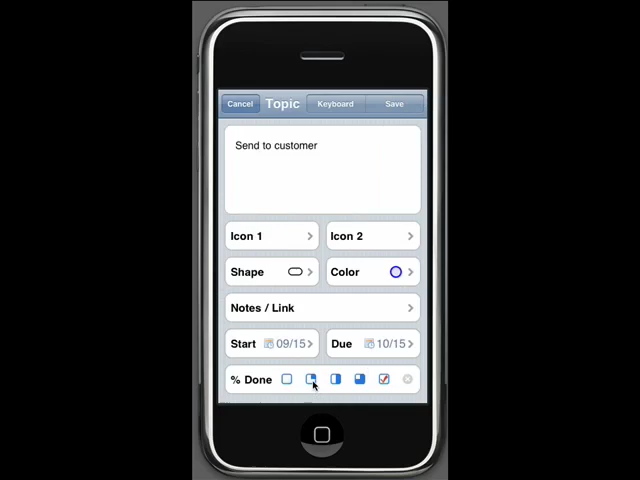 Cancel Topic Keyboard Save
Send to customer
Icon 1 Icon 2
Shape Color
Notes / Link
Start 09/15 Due 10/15
% Done